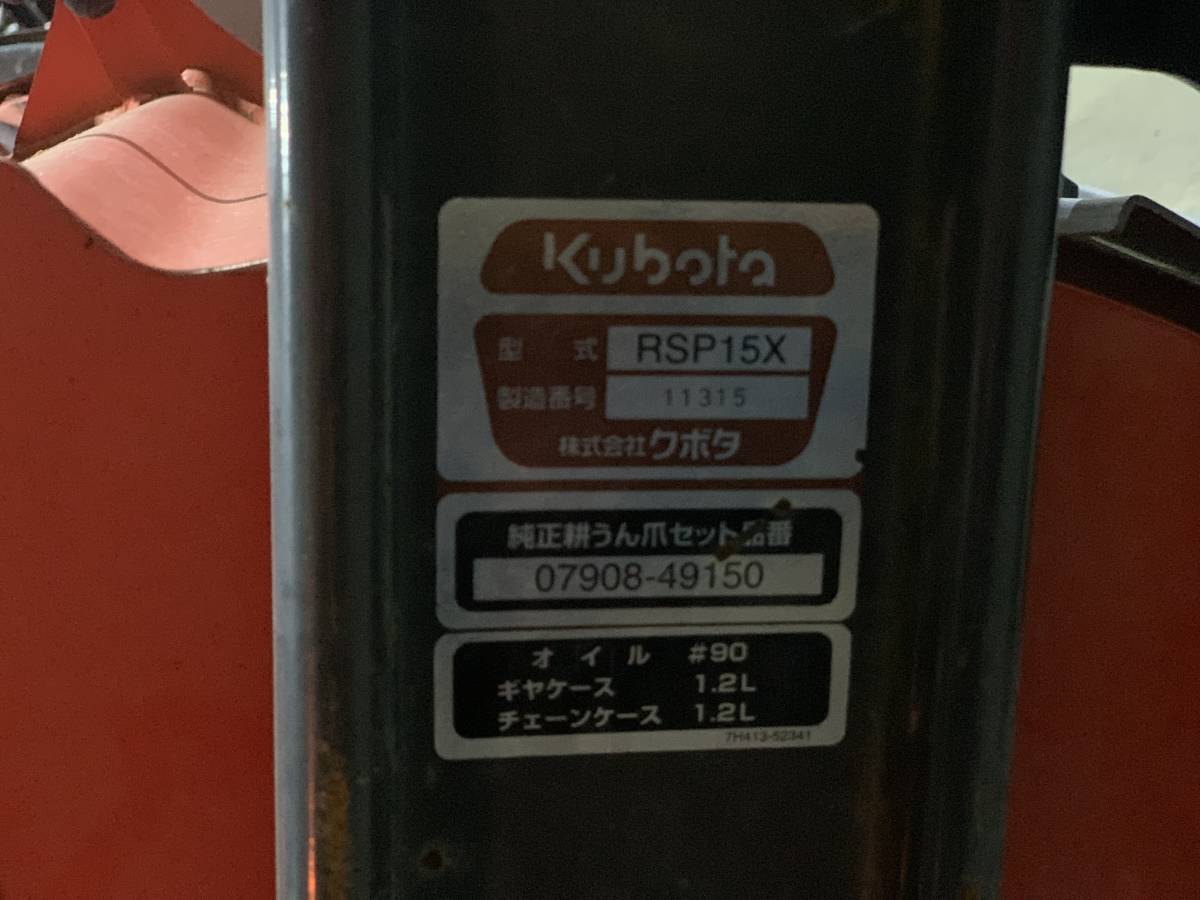 Kubota
型式 RSP15X
製造番号 11315
株式会社クボタ
純正耕うん爪セット品番
07908-49150
オイル #90
ギヤケース 1.2L
チェーンケース 1.2L
7H413-52341